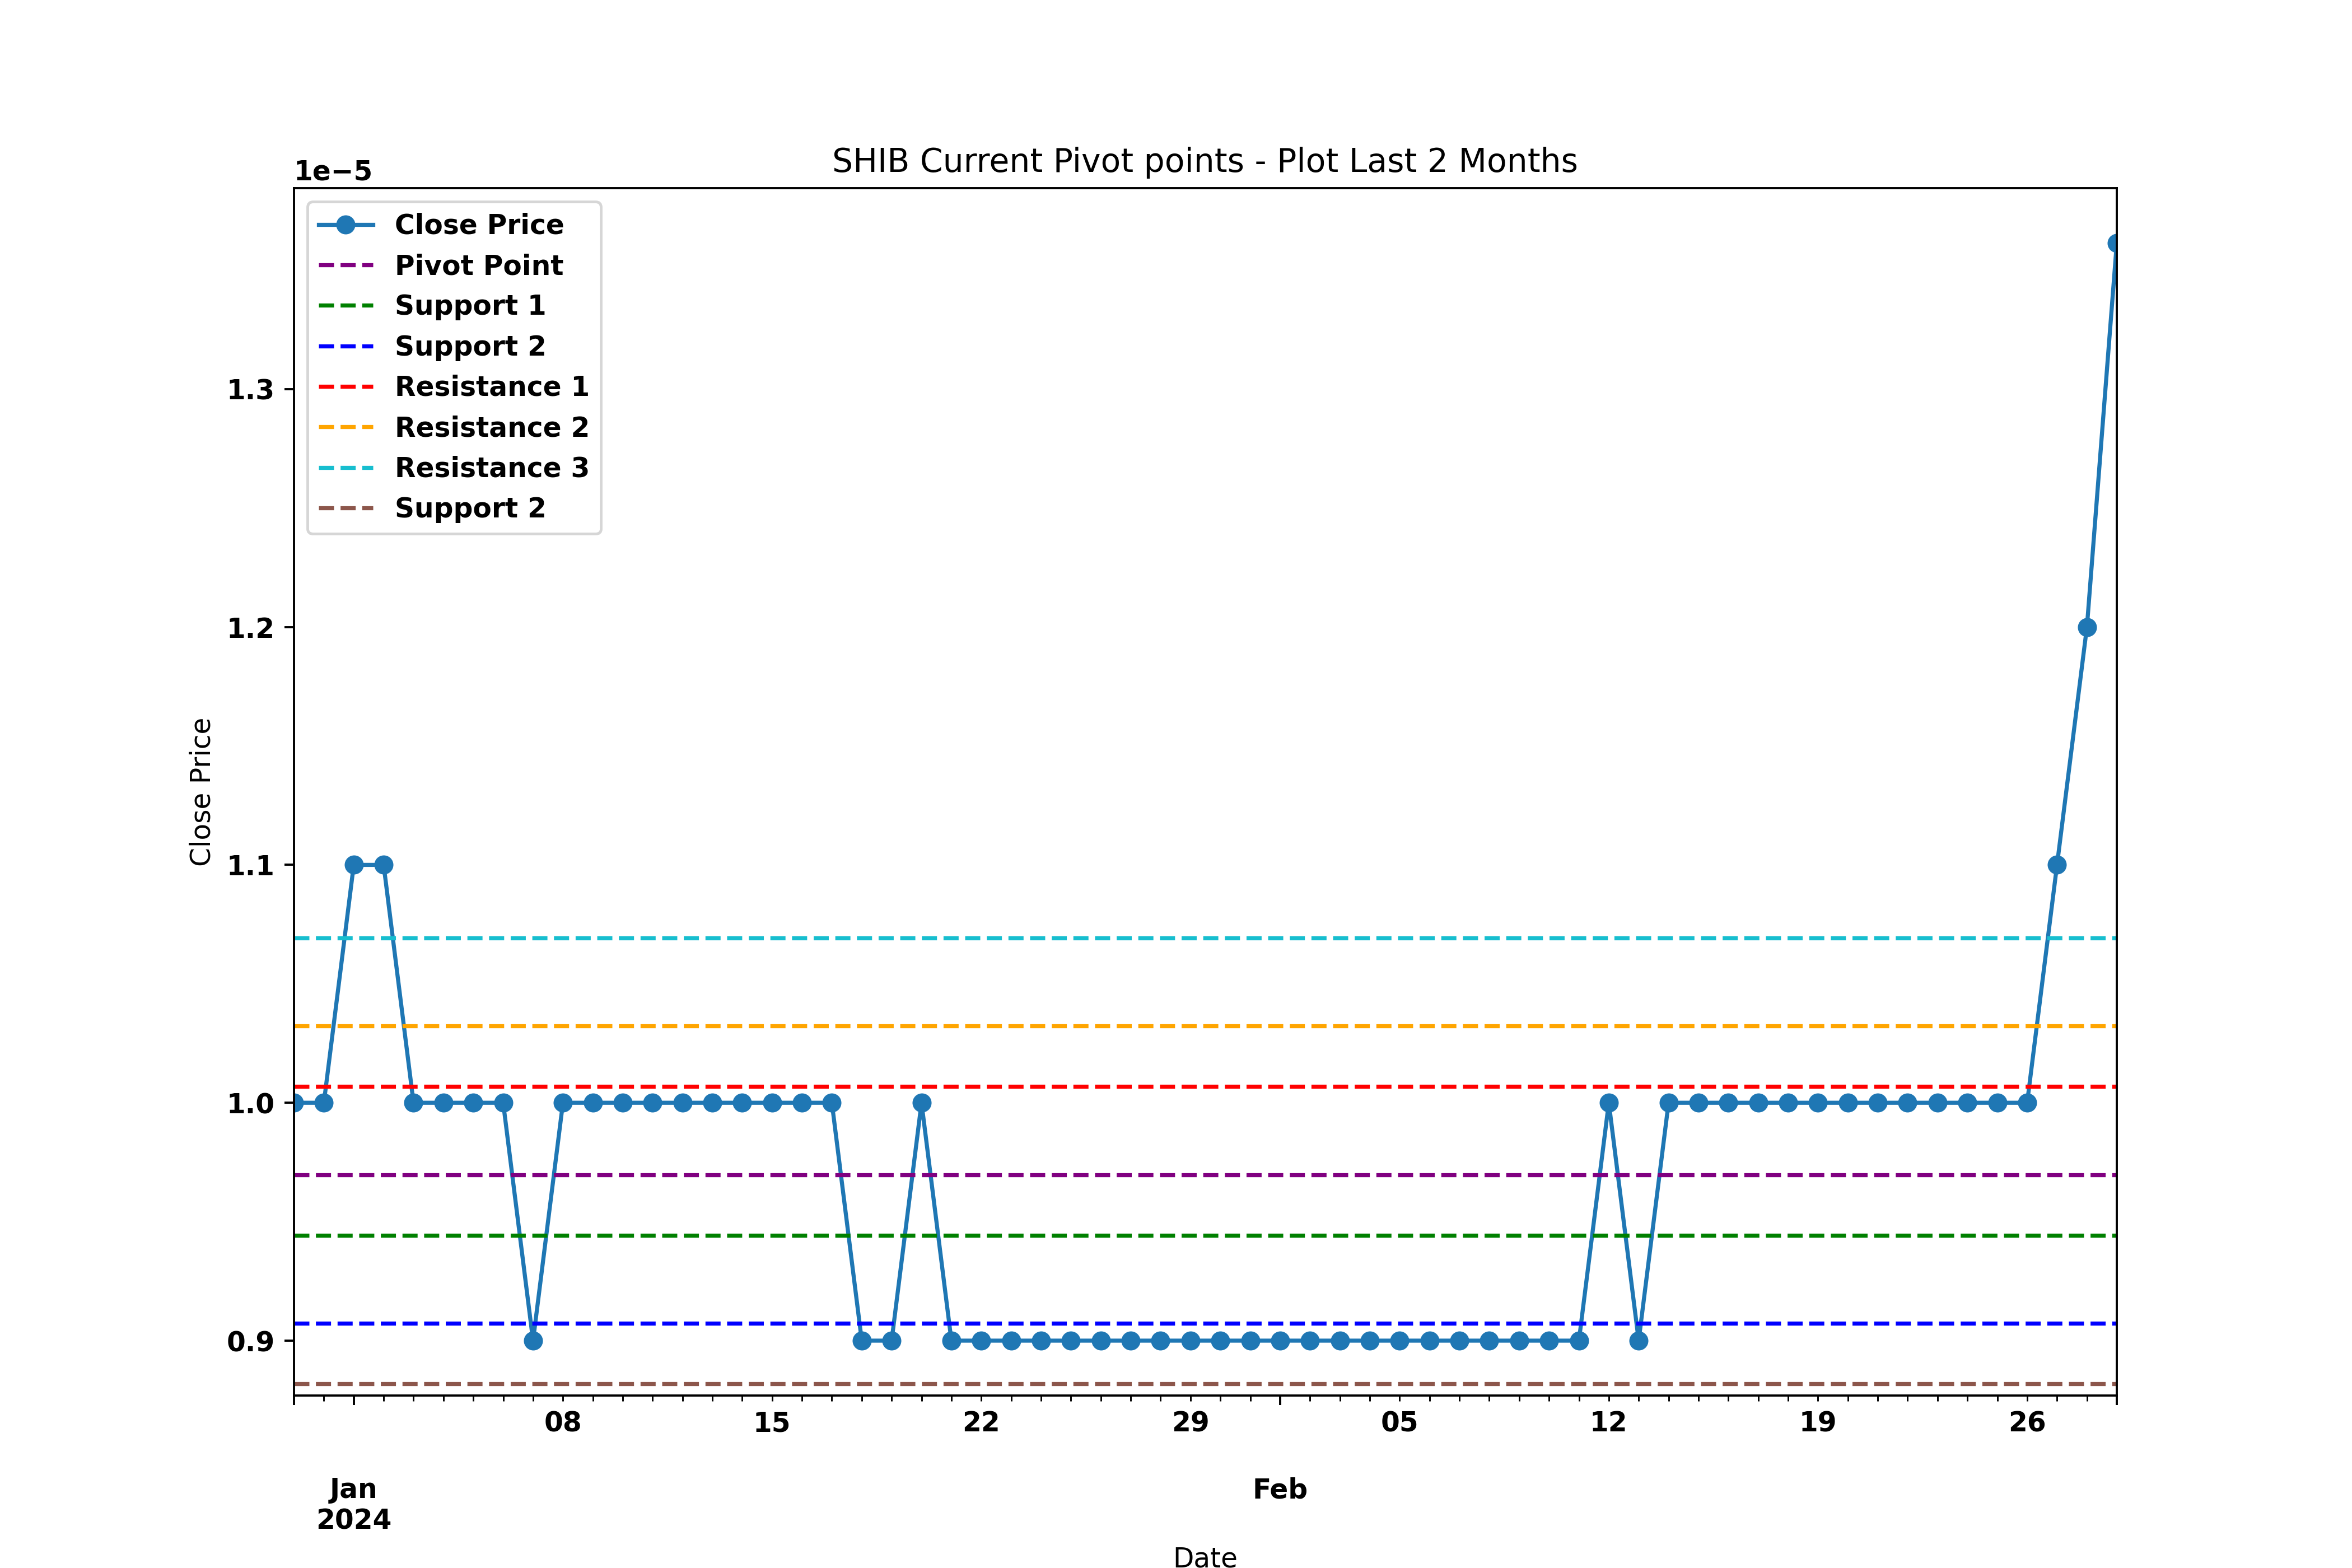 SHIB Current Pivot points - Plot Last 2 Months
1e−5
Close Price
Pivot Point
Support 1
Support 2
Resistance 1
Resistance 2
Resistance 3
Support 2
1.3
1.2
1.1
1.0
0.9
Close Price
08 15 22 29 05 12 19 26
Jan Feb
2024
Date